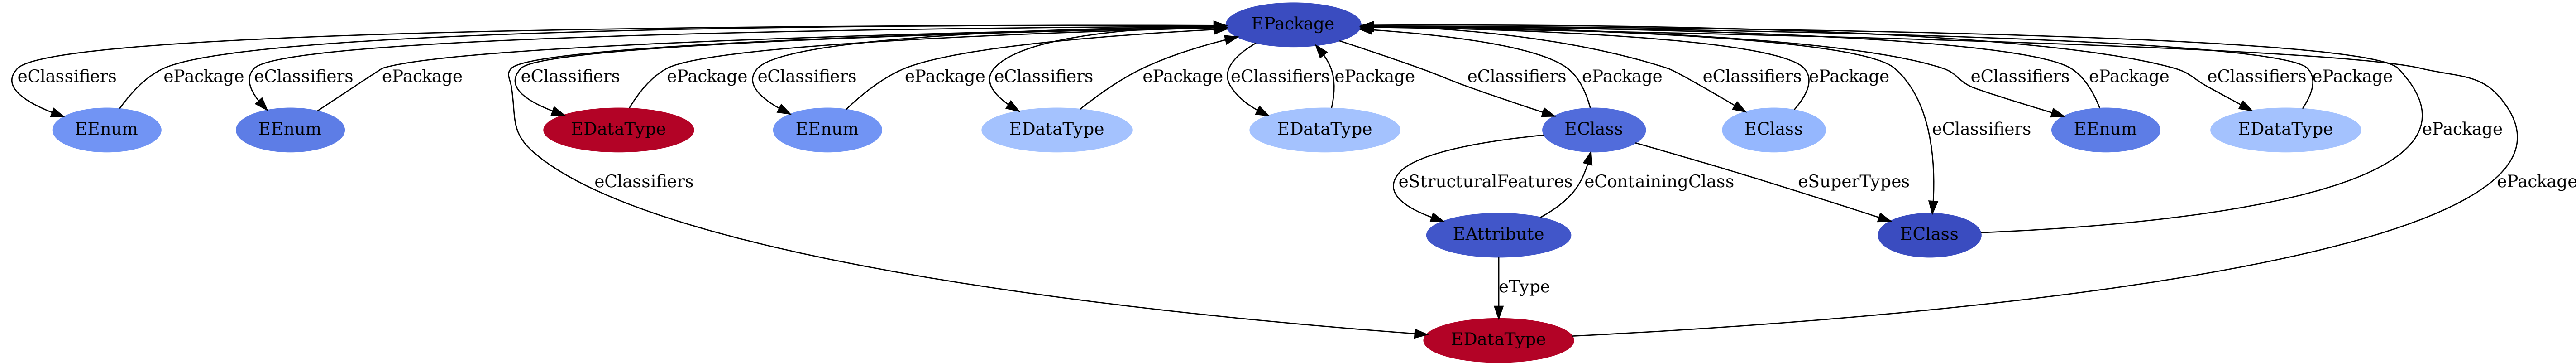 EPackage
eClassifiers ePackage eClassifiers ePackage eClassifiers ePackage eClassifiers ePackage eClassifiers ePackage eClassifiers ePackage eClassifiers ePackage eClassifiers ePackage eClassifiers ePackage eClassifiers ePackage
EEnum EEnum EDataType EEnum EDataType EDataType EClass EClass EEnum EDataType
eClassifiers ePackage
eClassifiers eStructuralFeatures eContainingClass eSuperTypes ePackage
EAttribute EClass
eType
EDataType